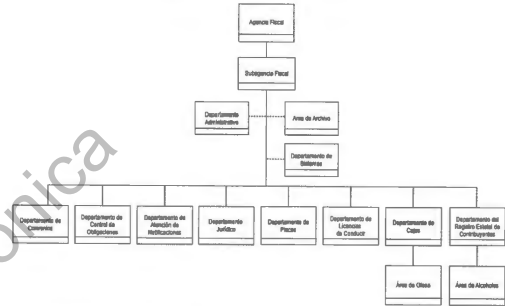 Agencia Fiscal
Subagencia Fiscal
Departamento
Administrativo
Area de Archivo
Departamento de
Sistemas
Departamento de
Convenios
Departamento de
Control de
Obligaciones
Departamento de
Atención de
Notificaciones
Departamento
Jurídico
Departamento
de Placas
Departamento
de Licencias
de Conducir
Departamento de
Cajas
Departamento del
Registro Estatal de
Contribuyentes
Área de Glosa
Área de Alcoholes
ónica